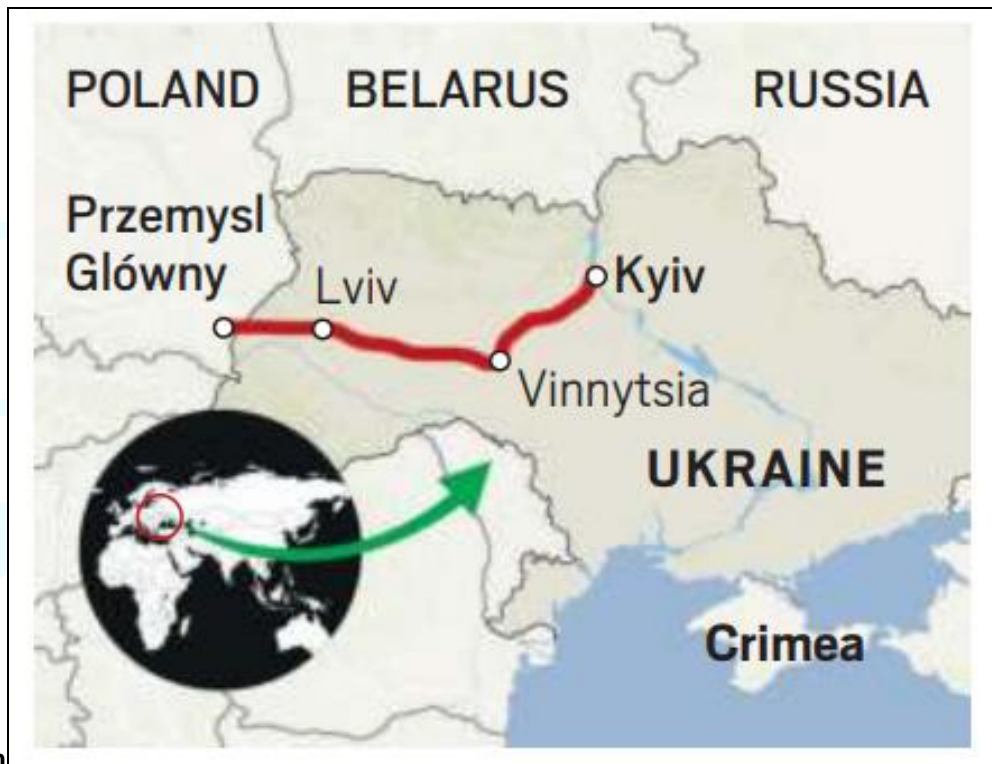 POLAND
BELARUS
RUSSIA
Przemysl
Glówny
Lviv
Kyiv
Vinnytsia
UKRAINE
Crimea